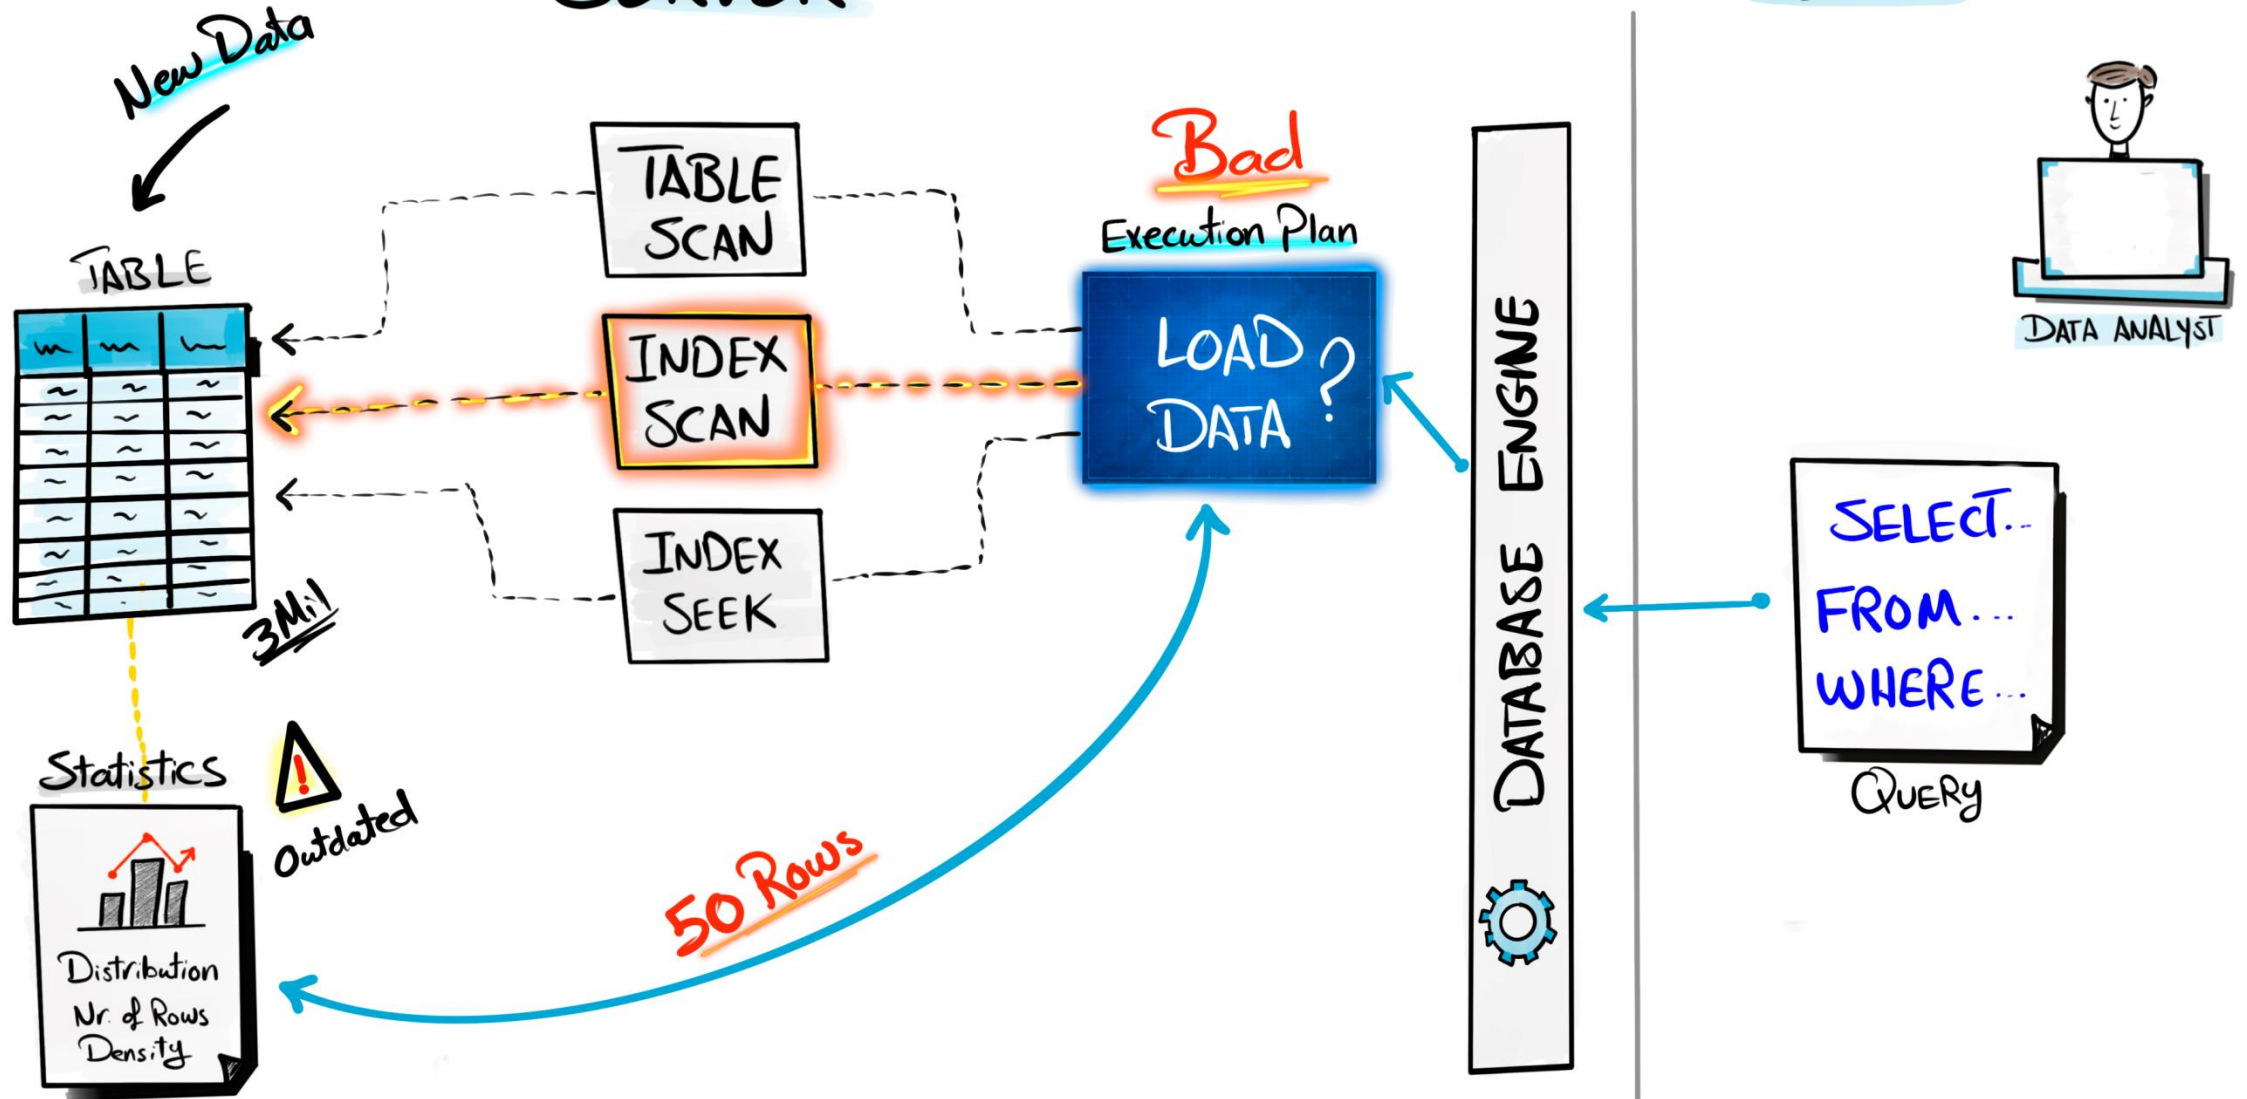 New Data
TABLE
3Mil
Statistics
!
Outdated
Distribution
Nr. of Rows
Density
TABLE
SCAN
INDEX
SCAN
INDEX
SEEK
50 Rows
Bad
Execution Plan
LOAD
DATA ?
DATABASE ENGINE
DATA ANALYST
SELECT...
FROM...
WHERE...
QUERY